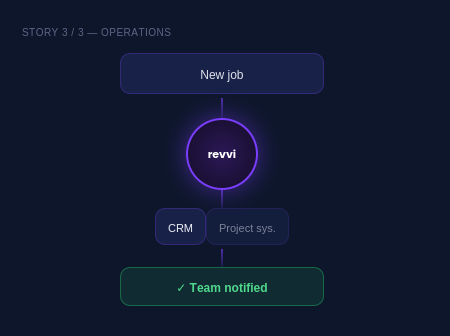 STORY 3 / 3 — OPERATIONS
New job
revvi
CRM
Project sys.
✓ Team notified